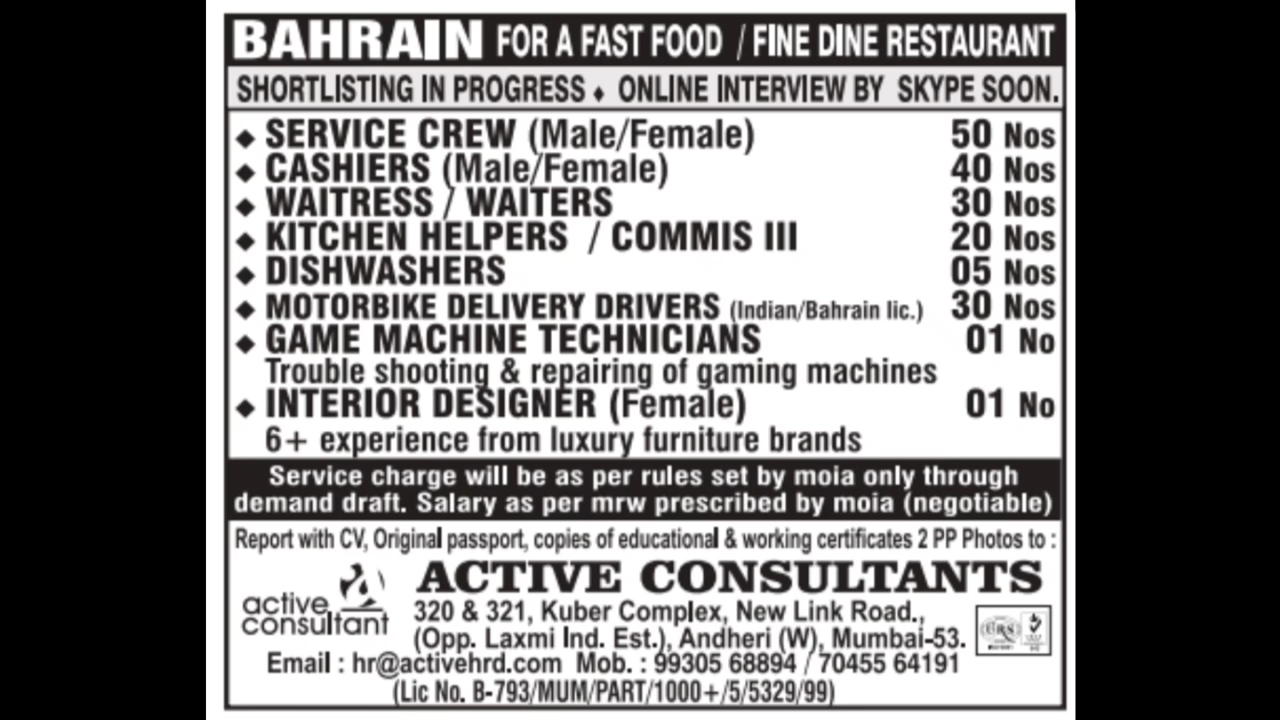 BAHRAIN FOR A FAST FOOD / FINE DINE RESTAURANT
SHORTLISTING IN PROGRESS ♦ ONLINE INTERVIEW BY SKYPE SOON.
♦ SERVICE CREW (Male/Female) 50 Nos
♦ CASHIERS (Male/Female) 40 Nos
♦ WAITRESS / WAITERS 30 Nos
♦ KITCHEN HELPERS / COMMIS III 20 Nos
♦ DISHWASHERS 05 Nos
♦ MOTORBIKE DELIVERY DRIVERS (Indian/Bahrain lic.) 30 Nos
♦ GAME MACHINE TECHNICIANS 01 No
Trouble shooting & repairing of gaming machines
♦ INTERIOR DESIGNER (Female) 01 No
6+ experience from luxury furniture brands
Service charge will be as per rules set by moia only through
demand draft. Salary as per mrw prescribed by moia (negotiable)
Report with CV, Original passport, copies of educational & working certificates 2 PP Photos to :
active
consultant
ACTIVE CONSULTANTS
320 & 321, Kuber Complex, New Link Road.,
(Opp. Laxmi Ind. Est.), Andheri (W), Mumbai-53.
Email : hr@activehrd.com Mob. : 99305 68894 / 70455 64191
(Lic No. B-793/MUM/PART/1000+/5/5329/99)
URS